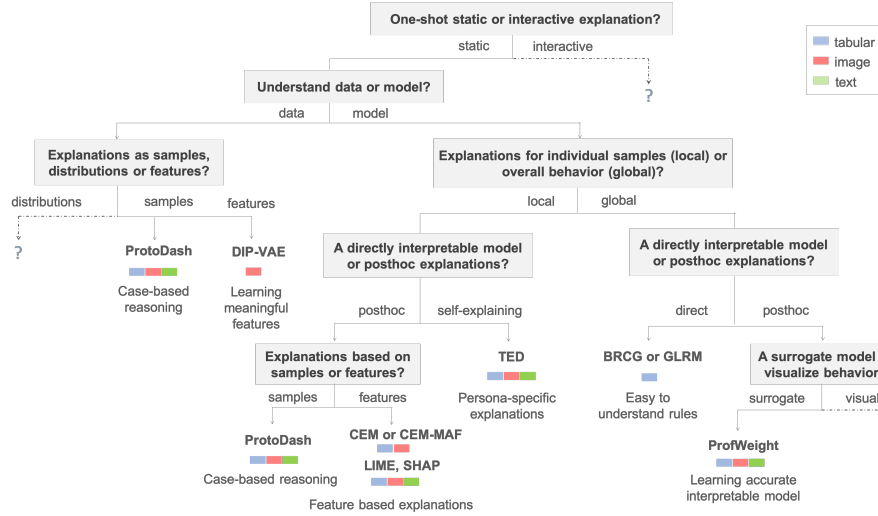 One-shot static or interactive explanation?
static
interactive
tabular
image
text
Understand data or model?
?
data
model
Explanations as samples,
distributions or features?
Explanations for individual samples (local) or
overall behavior (global)?
distributions
samples
features
local
global
?
ProtoDash
Case-based
reasoning
DIP-VAE
Learning
meaningful
features
A directly interpretable model
or posthoc explanations?
A directly interpretable model
or posthoc explanations?
posthoc
self-explaining
direct
posthoc
Explanations based on
samples or features?
TED
Persona-specific
explanations
BRCG or GLRM
Easy to
understand rules
A surrogate model
visualize behavior
samples
features
surrogate
ProtoDash
Case-based reasoning
CEM or CEM-MAF
LIME, SHAP
Feature based explanations
ProfWeight
Learning accurate
interpretable model